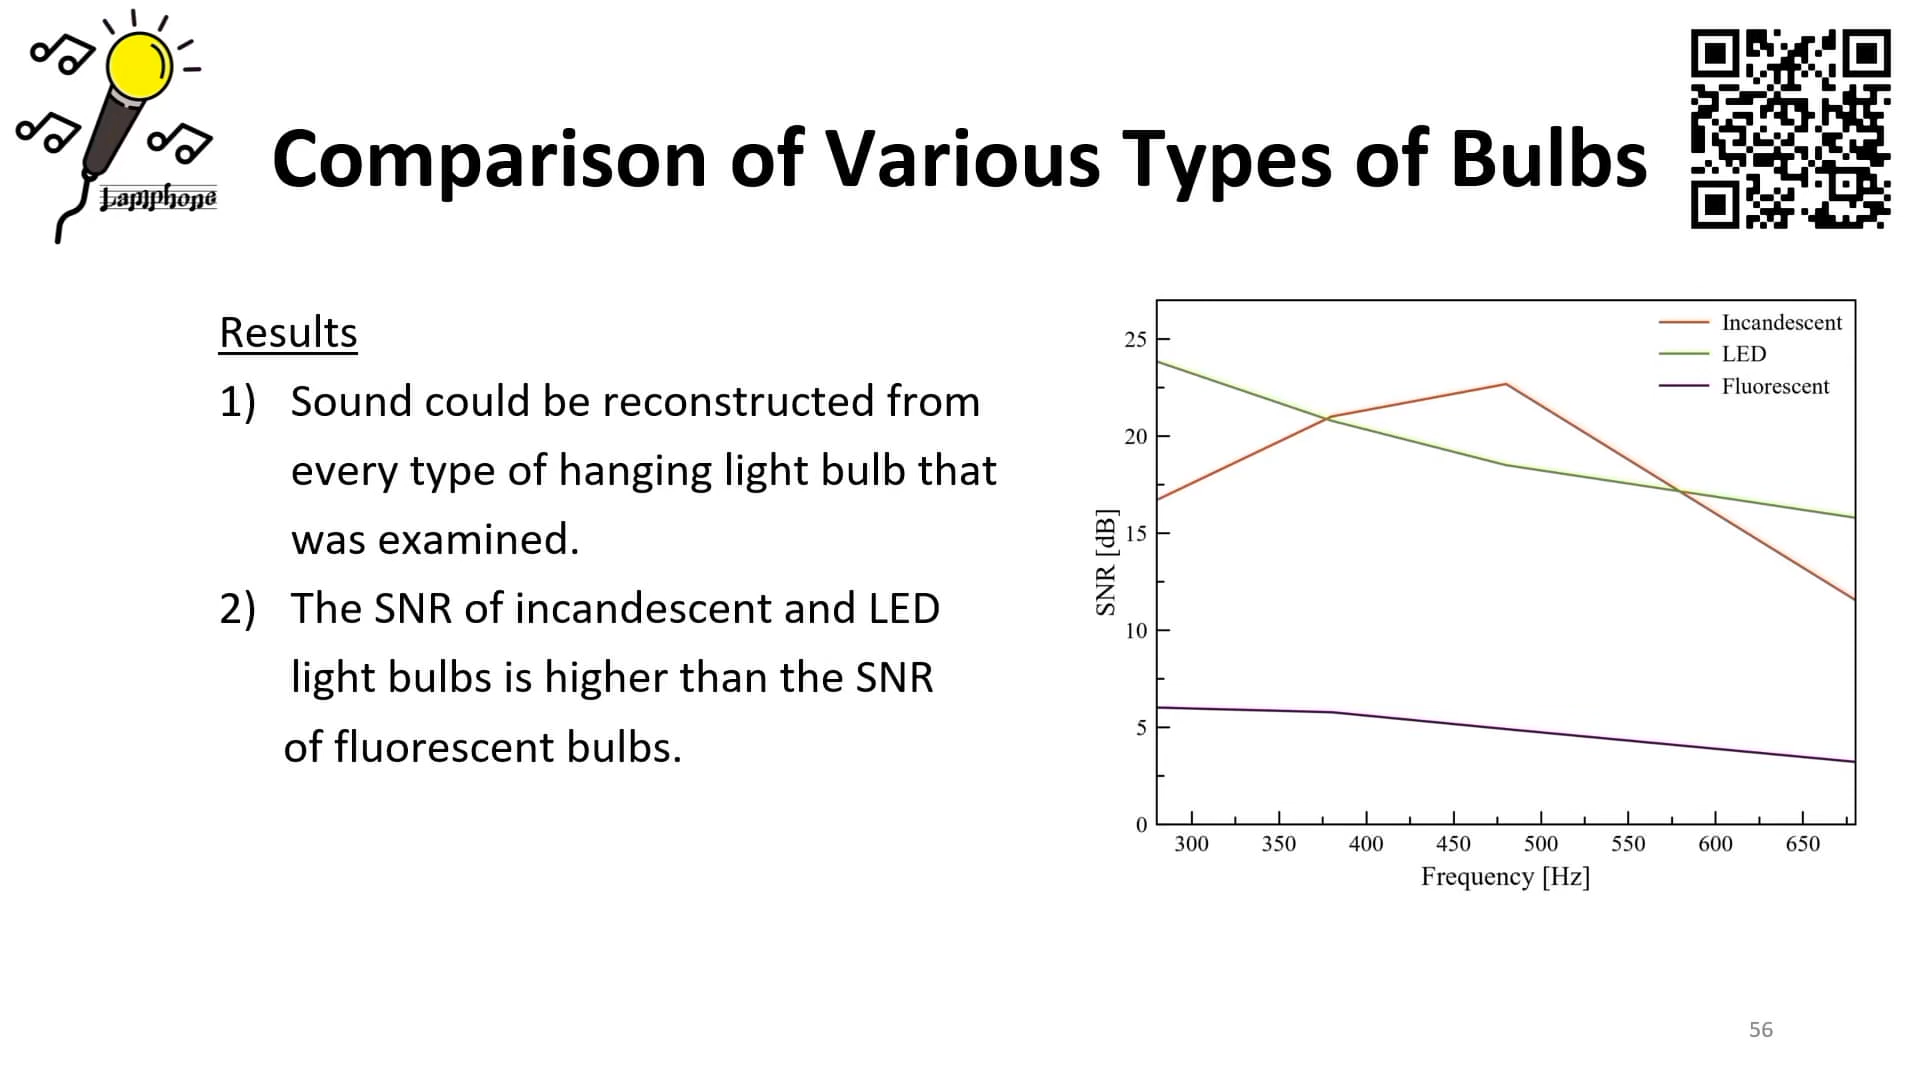 Lamphone
Comparison of Various Types of Bulbs
Results
1) Sound could be reconstructed from
every type of hanging light bulb that
was examined.
2) The SNR of incandescent and LED
light bulbs is higher than the SNR
of fluorescent bulbs.
Incandescent
LED
Fluorescent
SNR [dB]
25
20
15
10
5
0
300 350 400 450 500 550 600 650
Frequency [Hz]
56